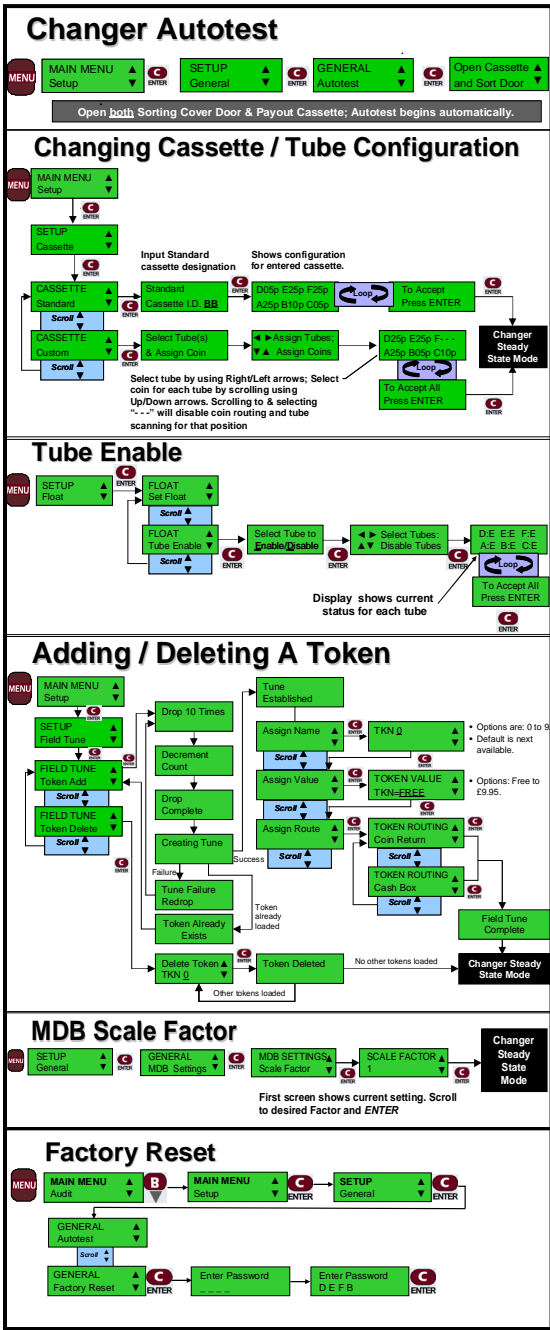 Changer Autotest
MENU
MAIN MENU ▲
Setup ▼
C
ENTER
SETUP ▲
General ▼
C
ENTER
GENERAL ▲
Autotest ▼
C
ENTER
Open Cassette ▲
and Sort Door ▼
Open both Sorting Cover Door & Payout Cassette; Autotest begins automatically.
Changing Cassette / Tube Configuration
MENU
MAIN MENU ▲
Setup ▼
C
ENTER
SETUP ▲
Cassette ▼
C
ENTER
CASSETTE ▲
Standard ▼
Scroll ▲▼
C
ENTER
Input Standard
cassette designation
Standard
Cassette I.D. BB
C
ENTER
Shows configuration
for entered cassette.
D05p E25p F25p
A25p B10p C05p
Loop
To Accept
Press ENTER
C
ENTER
Changer
Steady
State Mode
CASSETTE ▲
Custom ▼
Scroll ▲▼
C
ENTER
Select Tube(s)
& Assign Coin
◄ ►Assign Tubes;
▼▲ Assign Coins
D25p E25p F- - -
A25p B05p C10p
Loop
To Accept All
Press ENTER
C
ENTER
Select tube by using Right/Left arrows; Select
coin for each tube by scrolling using
Up/Down arrows. Scrolling to & selecting
“- - -” will disable coin routing and tube
scanning for that position
Tube Enable
MENU
SETUP ▲
Float ▼
C
ENTER
FLOAT ▲
Set Float ▼
Scroll ▲▼
FLOAT ▲
Tube Enable ▼
Scroll ▲▼
C
ENTER
Select Tube to
Enable/Disable
C
ENTER
◄ ► Select Tubes:
▲▼ Disable Tubes
C
ENTER
D:E E:E F:E
A:E B:E C:E
Loop
To Accept All
Press ENTER
C
ENTER
Display shows current
status for each tube
Adding / Deleting A Token
MENU
MAIN MENU ▲
Setup ▼
C
ENTER
SETUP ▲
Field Tune ▼
C
ENTER
FIELD TUNE ▲
Token Add ▼
Scroll ▲▼
FIELD TUNE ▲
Token Delete ▼
Scroll ▲▼
C
ENTER
Drop 10 Times
Decrement
Count
Drop
Complete
Creating Tune
Success
Failure
Tune Failure
Redrop
Token
already
loaded
Token Already
Exists
Tune
Established
Assign Name ▲▼
Scroll ▲▼
C
ENTER
TKN 0
• Options are: 0 to 9.
• Default is next
available.
C
ENTER
Assign Value ▲▼
Scroll ▲▼
C
ENTER
TOKEN VALUE ▲
TKN=FREE ▼
• Options: Free to
£9.95.
C
ENTER
Assign Route ▲▼
Scroll ▲▼
C
ENTER
TOKEN ROUTING ▲
Coin Return ▼
Scroll ▲▼
C
ENTER
TOKEN ROUTING ▲
Cash Box ▼
Scroll ▲▼
C
ENTER
Field Tune
Complete
Delete Token ▲
TKN 0 ▼
C
ENTER
Token Deleted
No other tokens loaded
Other tokens loaded
Changer Steady
State Mode
MDB Scale Factor
MENU
SETUP ▲
General ▼
C
ENTER
GENERAL ▲
MDB Settings ▼
C
ENTER
MDB SETTINGS ▲
Scale Factor ▼
C
ENTER
SCALE FACTOR ▲
1 ▼
C
ENTER
Changer
Steady
State
Mode
First screen shows current setting. Scroll
to desired Factor and ENTER
Factory Reset
MENU
MAIN MENU ▲
Audit ▼
B
▼
MAIN MENU ▲
Setup ▼
C
ENTER
SETUP ▲
General ▼
C
ENTER
GENERAL ▲
Autotest ▼
Scroll ▲▼
GENERAL ▲
Factory Reset ▼
C
ENTER
Enter Password
_ _ _ _
Enter Password
D E F B
C
ENTER